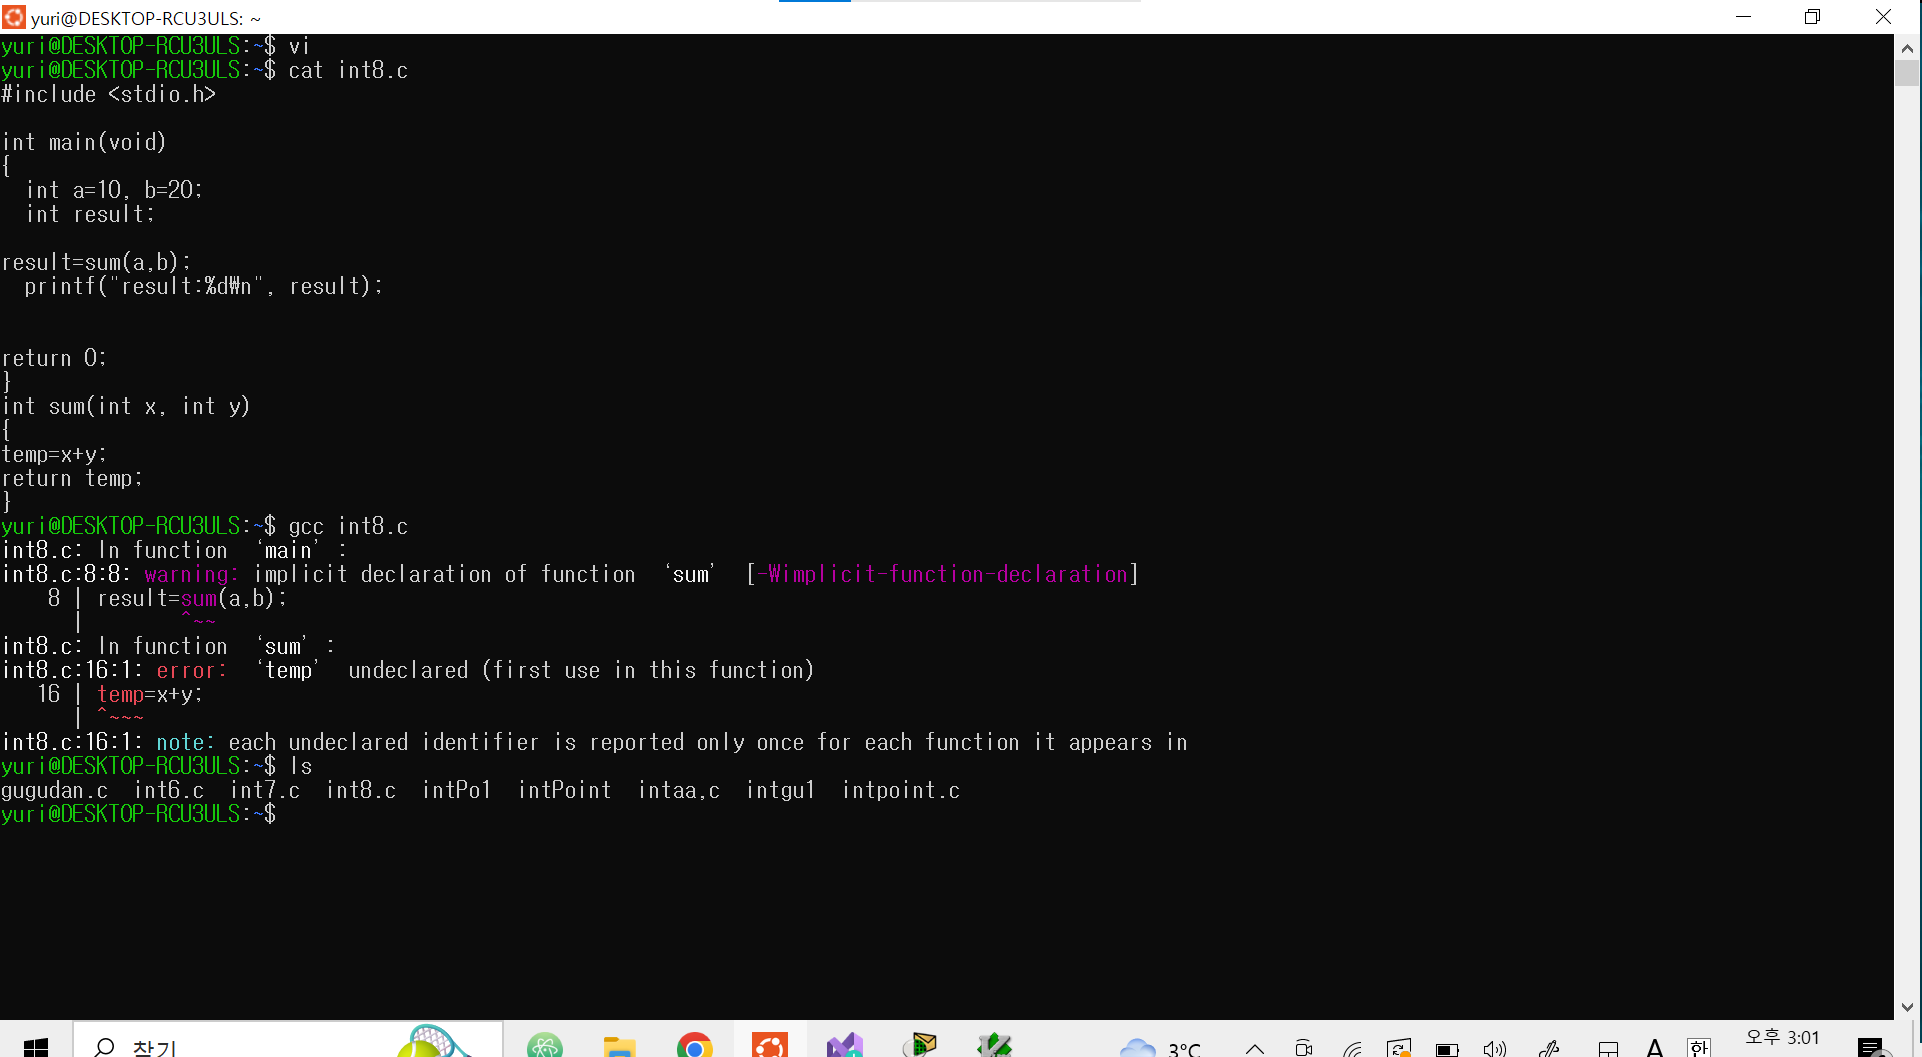 yuri@DESKTOP-RCU3ULS: ~
yuri@DESKTOP-RCU3ULS:~$ vi
yuri@DESKTOP-RCU3ULS:~$ cat int8.c
#include <stdio.h>
int main(void)
{
  int a=10, b=20;
  int result;
result=sum(a,b);
  printf("result:%d₩n", result);
return 0;
}
int sum(int x, int y)
{
temp=x+y;
return temp;
}
yuri@DESKTOP-RCU3ULS:~$ gcc int8.c
int8.c: In function ‘main’:
int8.c:8:8: warning: implicit declaration of function ‘sum’ [-Wimplicit-function-declaration]
    8 | result=sum(a,b);
      |        ^~~
int8.c: In function ‘sum’:
int8.c:16:1: error: ‘temp’ undeclared (first use in this function)
   16 | temp=x+y;
      | ^~~~
int8.c:16:1: note: each undeclared identifier is reported only once for each function it appears in
yuri@DESKTOP-RCU3ULS:~$ ls
gugudan.c  int6.c  int7.c  int8.c  intPo1  intPoint  intaa,c  intgu1  intpoint.c
yuri@DESKTOP-RCU3ULS:~$
찾기
3°C
A
한
오후 3:01